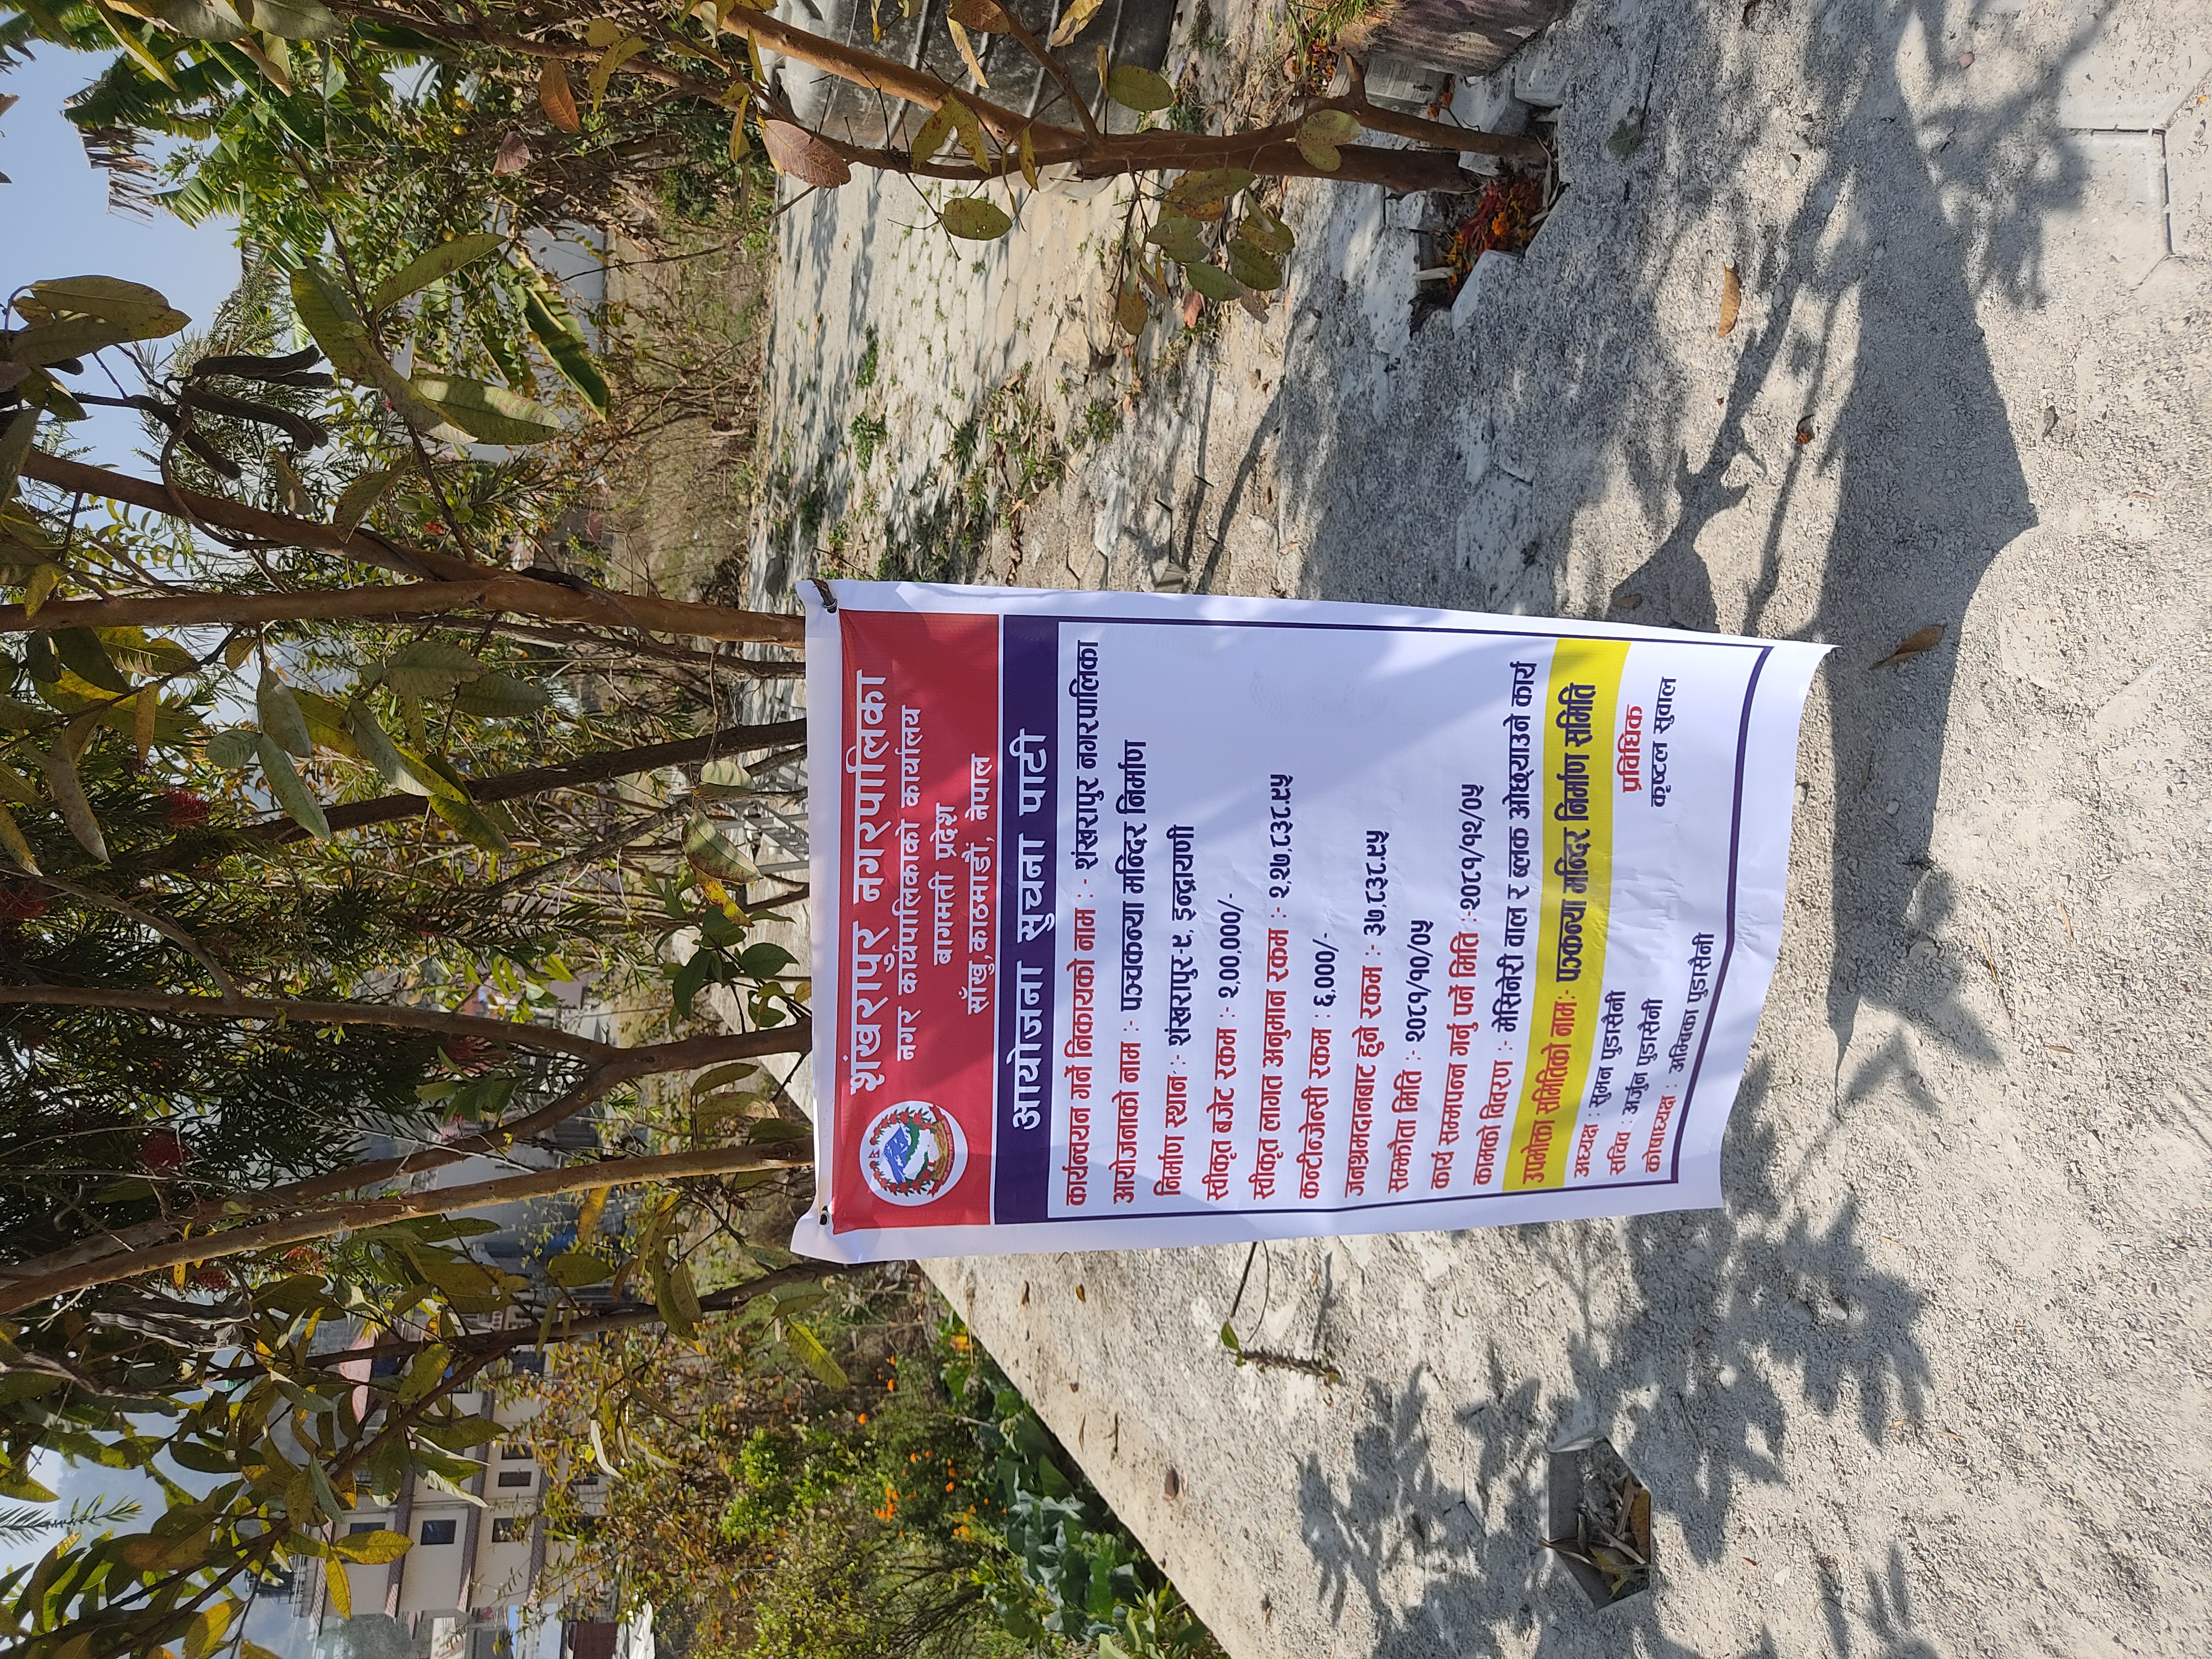 शंखरापुर नगरपालिका
नगर कार्यपालिकाको कार्यालय
बागमती प्रदेश
साँखु,काठमाडौं, नेपाल
आयोजना सुचना पाटी
कार्यन्वयन गर्ने निकायको नाम :- शंखरापुर नगरपालिका
आयोजनाको नाम :- पञ्चकन्या मन्दिर निर्माण
निर्माण स्थान :- शंखरापुर-९, इन्द्रायणी
स्वीकृत बजेट रकम :- २,00,000/-
स्वीकृत लागत अनुमान रकम :- २,२७,८३८.९५
कन्टीन्जेन्सी रकम : ६,000/-
जनश्रमदानबाट हुने रकम :- ३७,८३८.९५
सम्झौता मिति :- २०८१/१०/०५
कार्य सम्मपन्न गर्नु पर्ने मिति :-२०८१/१२/०५
कामको विवरण :- मेसिनेरी वाल र ब्लक ओछ्याउने कार्य
उपभोक्ता समितिको नाम:- पञ्कन्या मन्दिर निर्माण समिति
अध्यक्ष : सुमन पुडासैनी
सचिव : अर्जुन पुडासैनी
कोषाध्यक्ष : अम्बिका पुडासैनी
प्रविधिक
कृष्टल सुवाल